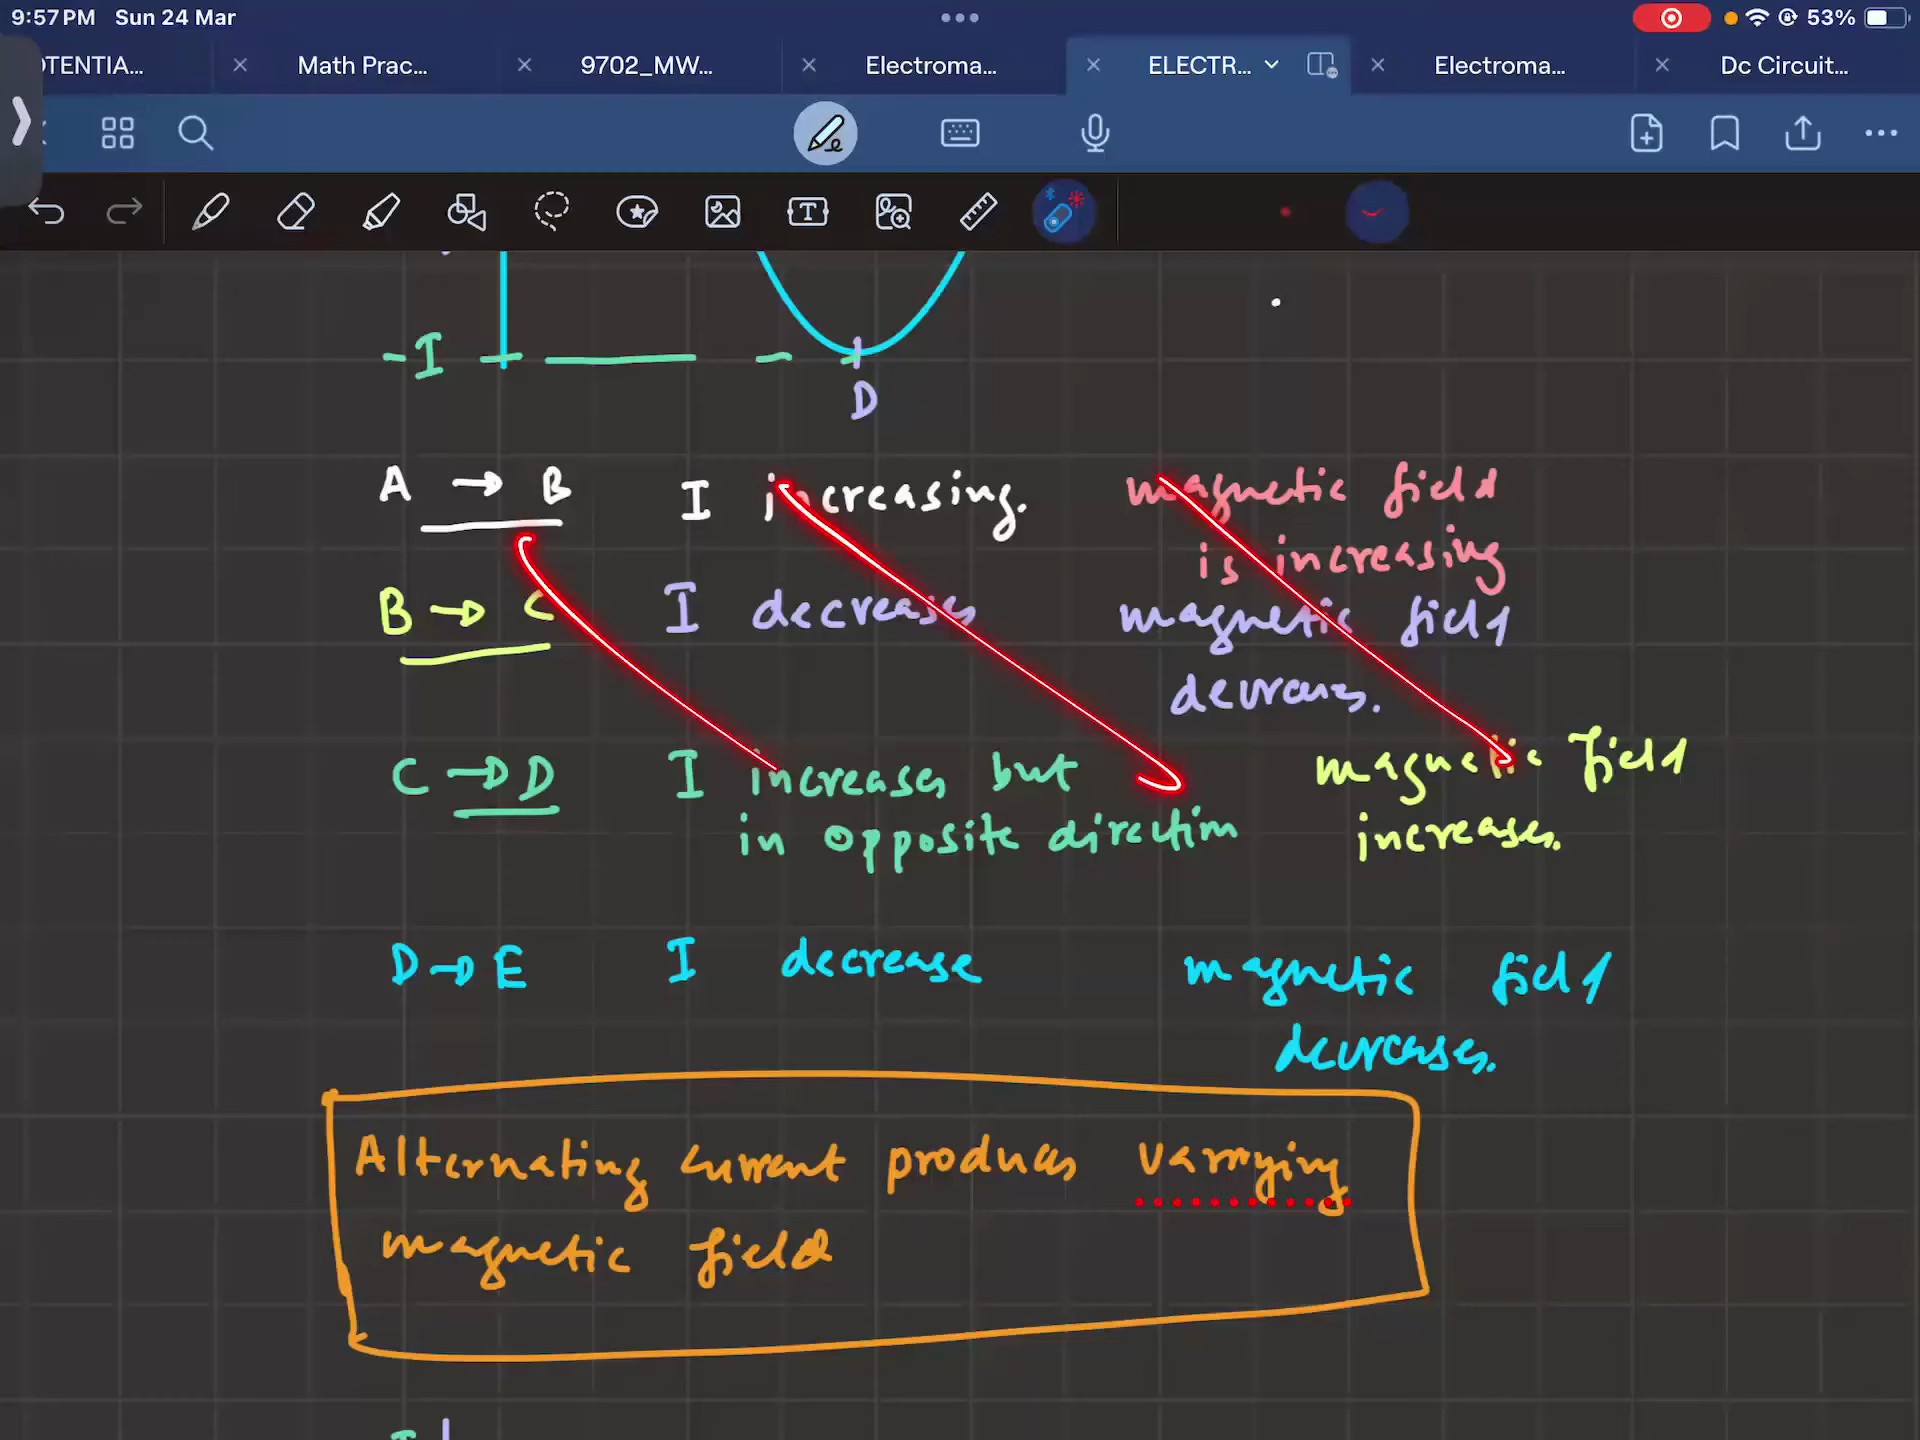 9:57 PM Sun 24 Mar
53%
OTENTIA...
Math Prac...
9702_MW...
Electroma...
ELECTR...
Electroma...
Dc Circuit...
-I
D
A → B I increasing. magnetic field
is increasing
B → C I decreases magnetic field
decreases.
C → D I increases but magnetic field
in opposite direction increases.
D → E I decrease magnetic field
decreases.
Alternating current produces varrying
magnetic field